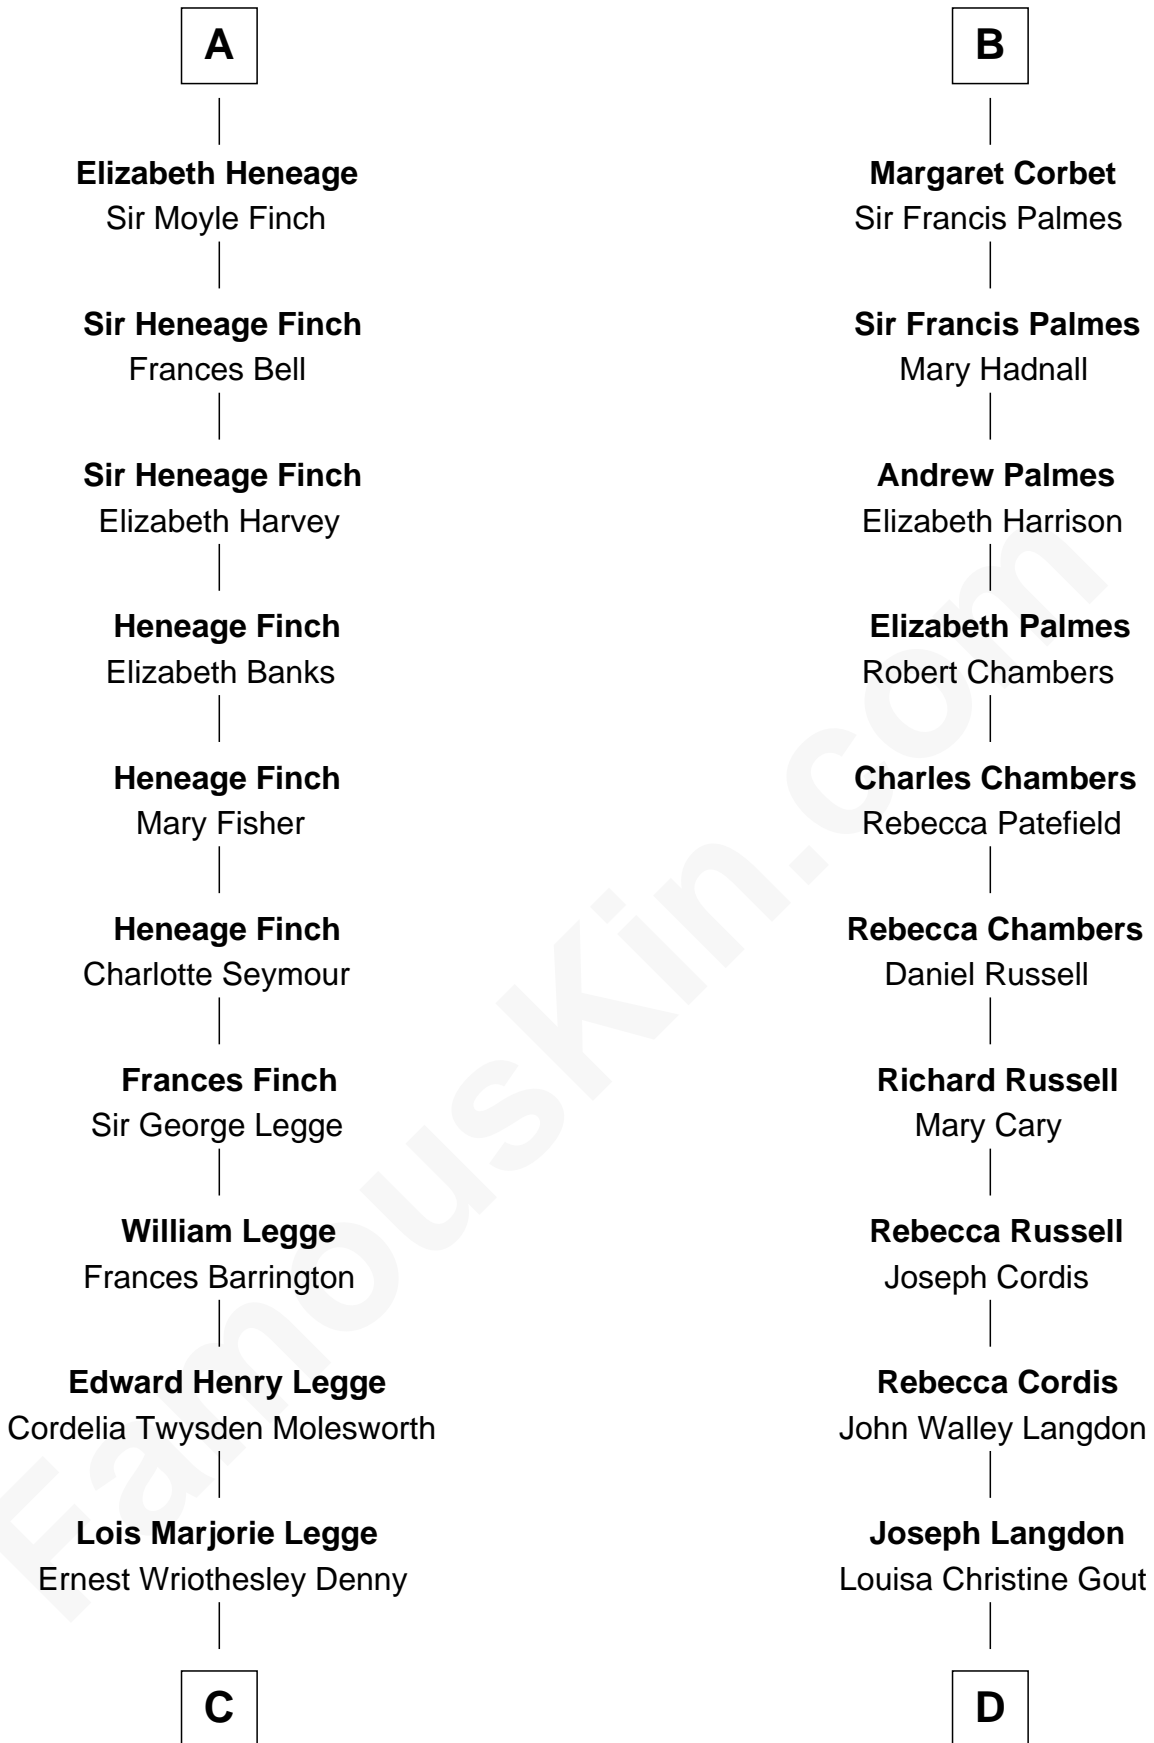 A
Elizabeth Heneage
Sir Moyle Finch
Sir Heneage Finch
Frances Bell
Sir Heneage Finch
Elizabeth Harvey
Heneage Finch
Elizabeth Banks
Heneage Finch
Mary Fisher
Heneage Finch
Charlotte Seymour
Frances Finch
Sir George Legge
William Legge
Frances Barrington
Edward Henry Legge
Cordelia Twysden Molesworth
Lois Marjorie Legge
Ernest Wriothesley Denny
C
B
Margaret Corbet
Sir Francis Palmes
Sir Francis Palmes
Mary Hadnall
Andrew Palmes
Elizabeth Harrison
Elizabeth Palmes
Robert Chambers
Charles Chambers
Rebecca Patefield
Rebecca Chambers
Daniel Russell
Richard Russell
Mary Cary
Rebecca Russell
Joseph Cordis
Rebecca Cordis
John Walley Langdon
Joseph Langdon
Louisa Christine Gout
D
FamousKin.com